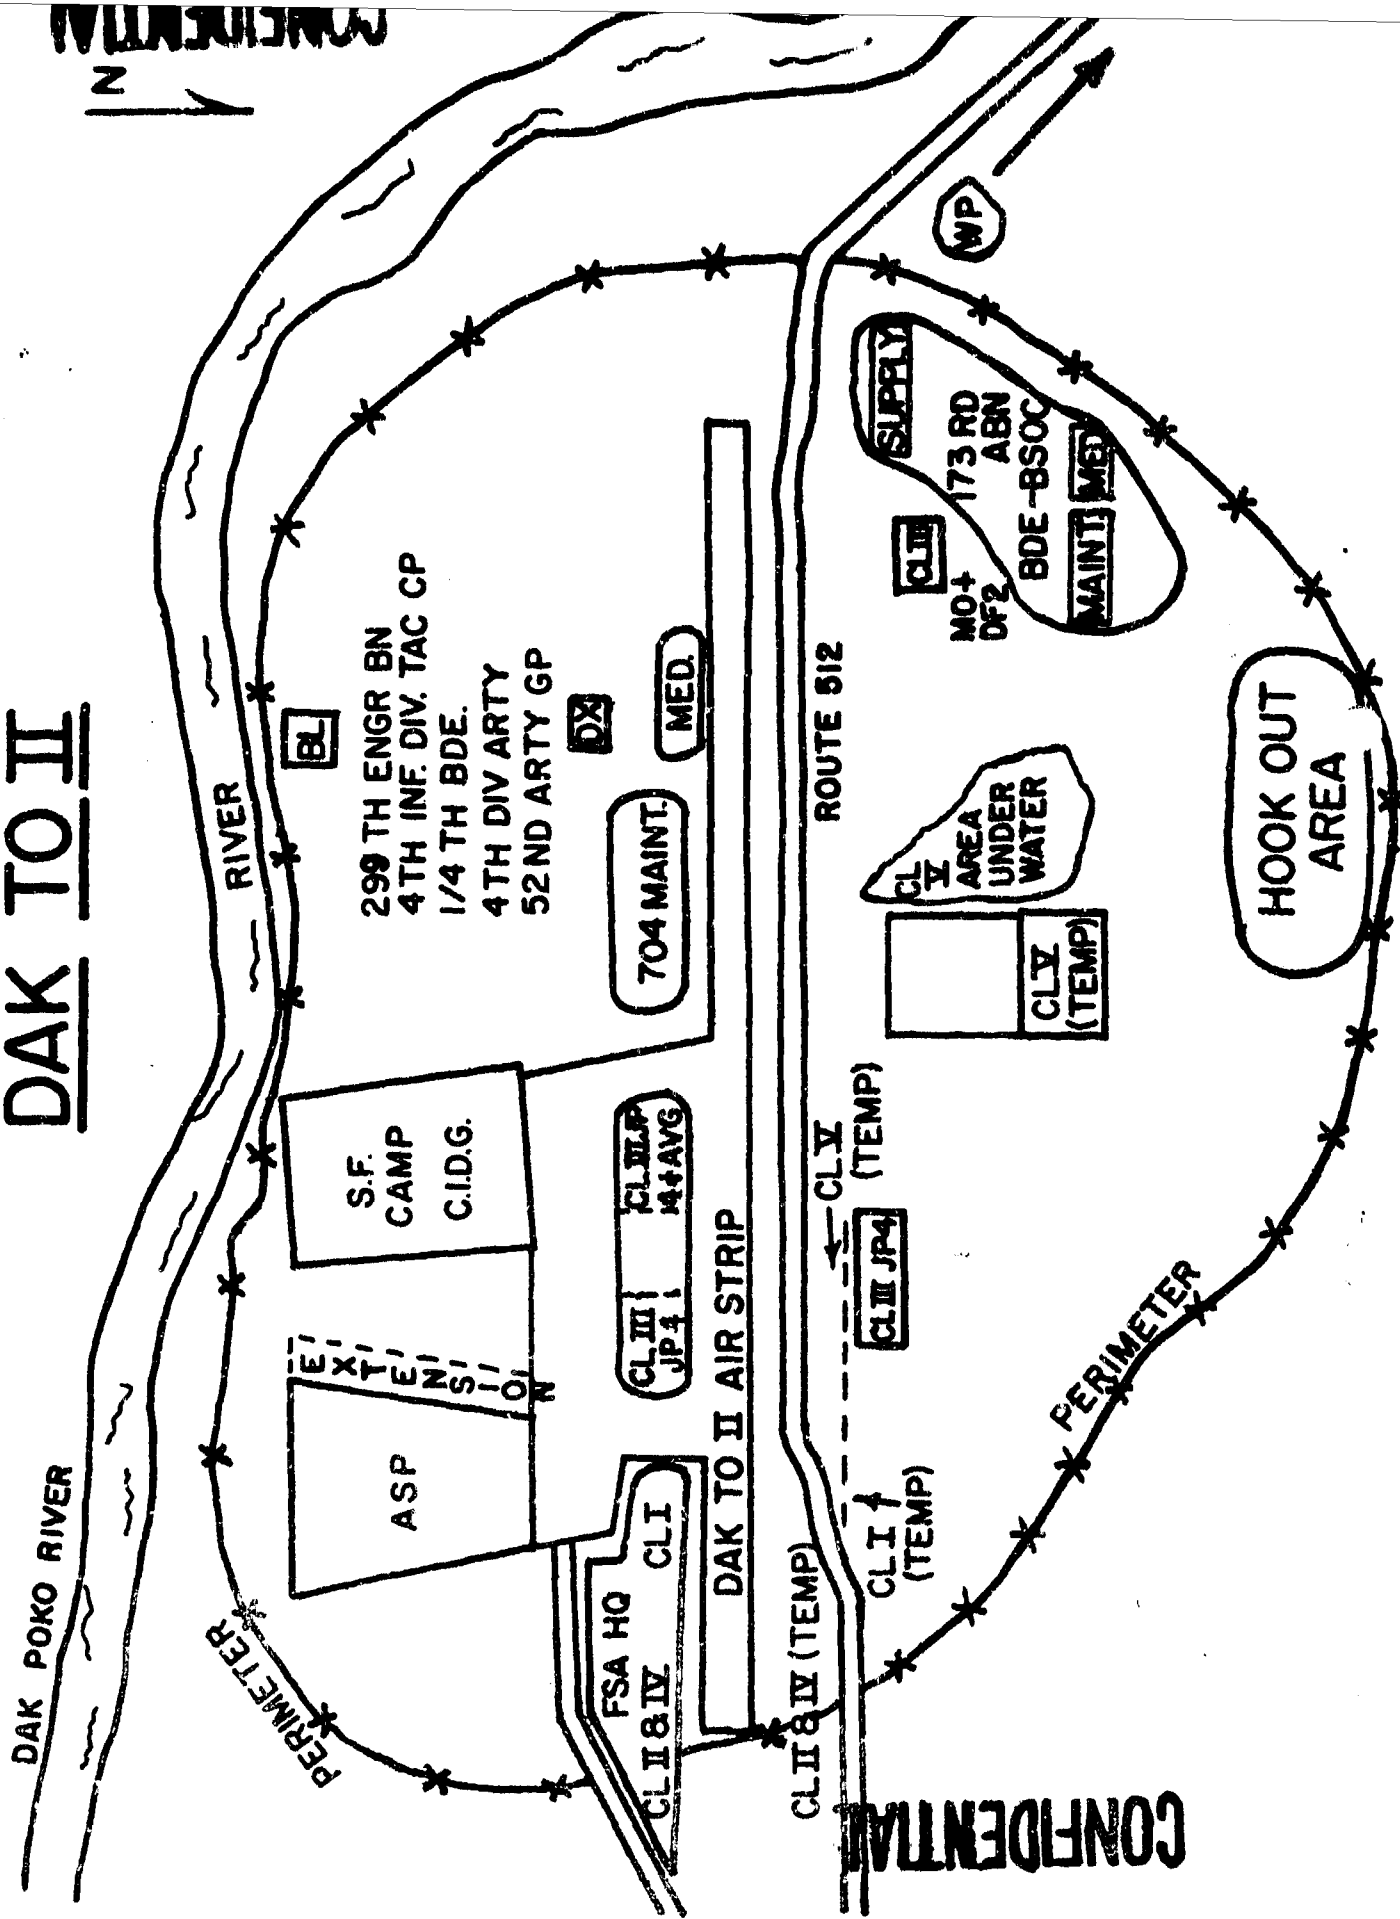 CONFIDENTIAL
N
DAK TO II
DAK POKO RIVER
RIVER
PERIMETER
BL
S.F.
CAMP
C.I.D.G.
ASP
EXTENSION
299 TH ENGR BN
4TH INF. DIV. TAC CP
1/4 TH BDE.
4TH DIV ARTY
52ND ARTY GP
DX
MED.
704 MAINT.
CL III JP
4+AVG
CL III
JP4
FSA HQ
CL I
CL II & IV
DAK TO II AIR STRIP
ROUTE 512
CL II & IV (TEMP)
CL V
(TEMP)
CL III JP4
CL I
(TEMP)
CL
V
AREA
UNDER
WATER
CL V
(TEMP)
CL III
MO+
DF2
SUPPLY
173 RD
ABN
BDE-BSOC
MAINT.
MED
WP
HOOK OUT
AREA
PERIMETER
CONFIDENTIAL